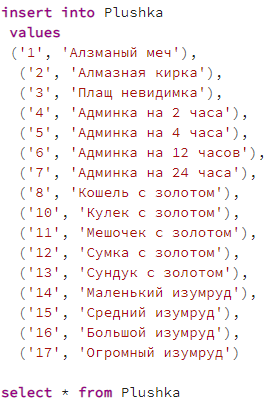 insert into Plushka
values
('1', 'Алзманый меч'),
('2', 'Алмазная кирка'),
('3', 'Плащ невидимка'),
('4', 'Админка на 2 часа'),
('5', 'Админка на 4 часа'),
('6', 'Админка на 12 часов'),
('7', 'Админка на 24 часа'),
('8', 'Кошель с золотом'),
('10', 'Кулек с золотом'),
('11', 'Мешочек с золотом'),
('12', 'Сумка с золотом'),
('13', 'Сундук с золотом'),
('14', 'Маленький изумруд'),
('15', 'Средний изумруд'),
('16', 'Большой изумруд'),
('17', 'Огромный изумруд')
select * from Plushka